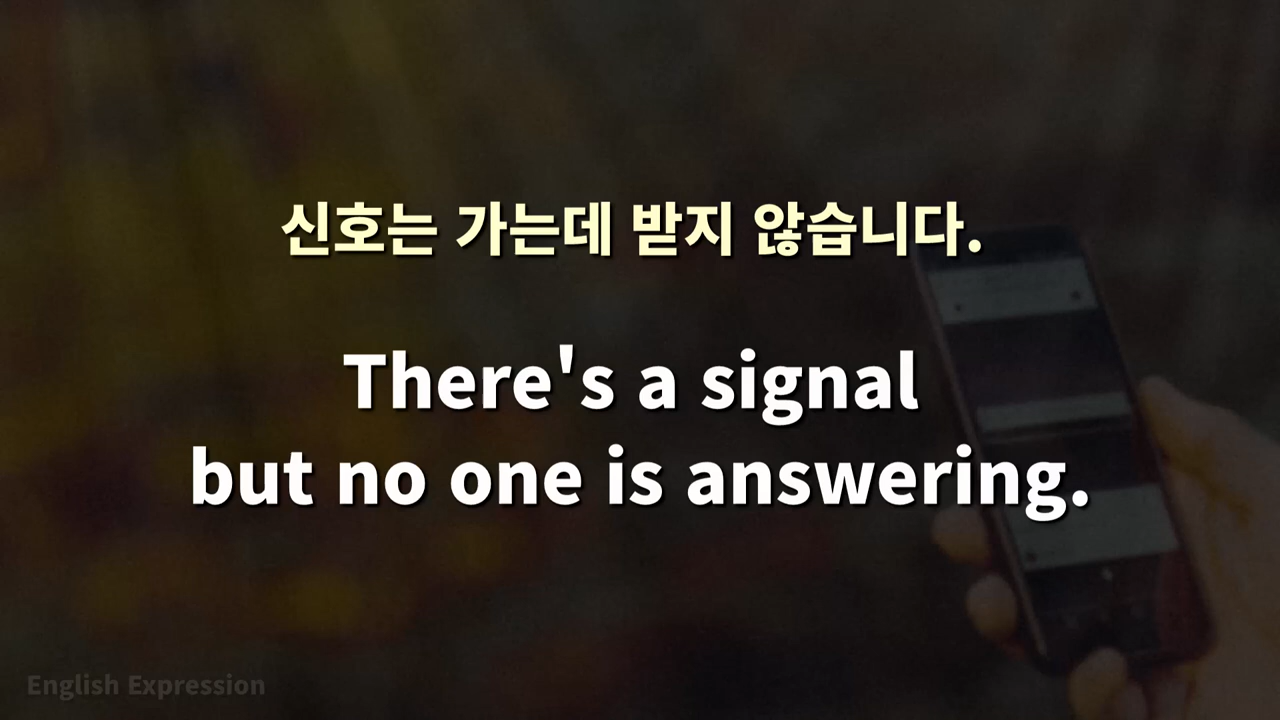 신호는 가는데 받지 않습니다.
There's a signal
but no one is answering.
English Expression